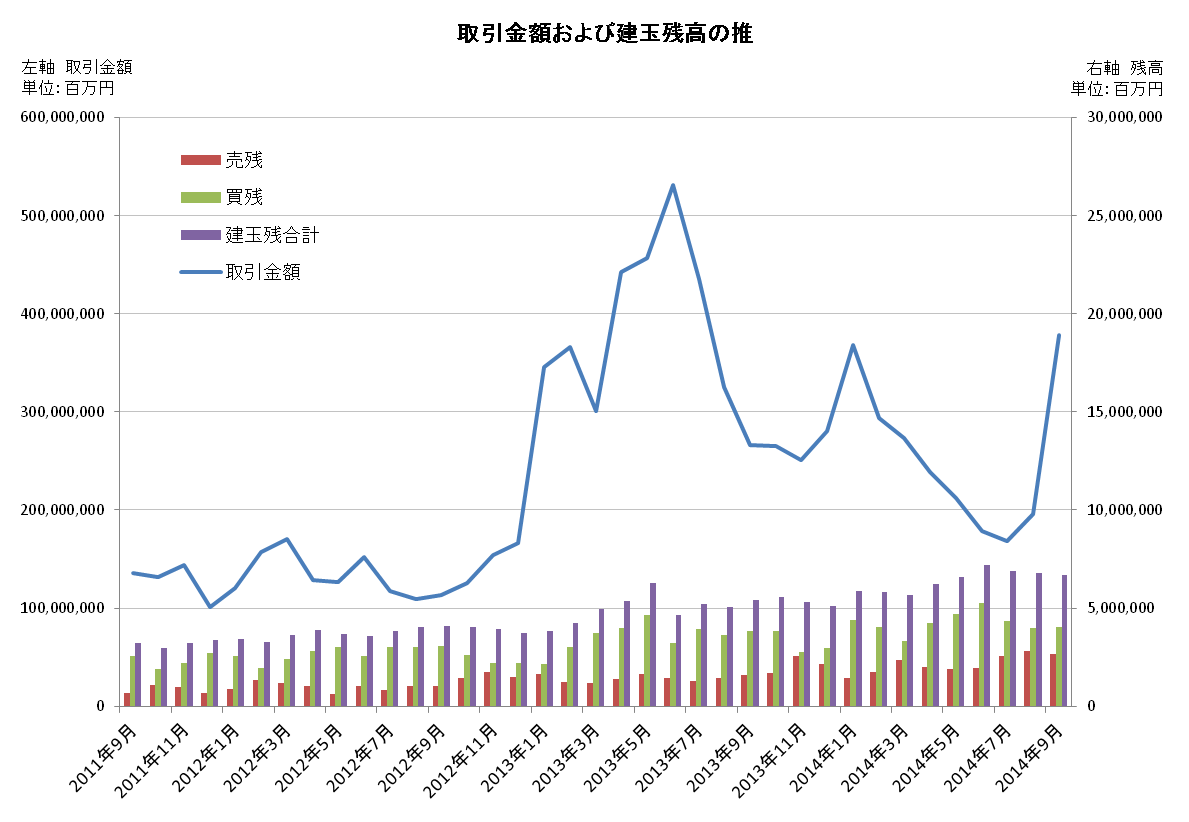 取引金額および建玉残高の推
左軸 取引金額
単位: 百万円
右軸 残高
単位: 百万円
600,000,000
500,000,000
400,000,000
300,000,000
200,000,000
100,000,000
0
売残
買残
建玉残合計
取引金額
30,000,000
25,000,000
20,000,000
15,000,000
10,000,000
5,000,000
0
2011年9月
2011年11月
2012年1月
2012年3月
2012年5月
2012年7月
2012年9月
2012年11月
2013年1月
2013年3月
2013年5月
2013年7月
2013年9月
2013年11月
2014年1月
2014年3月
2014年5月
2014年7月
2014年9月